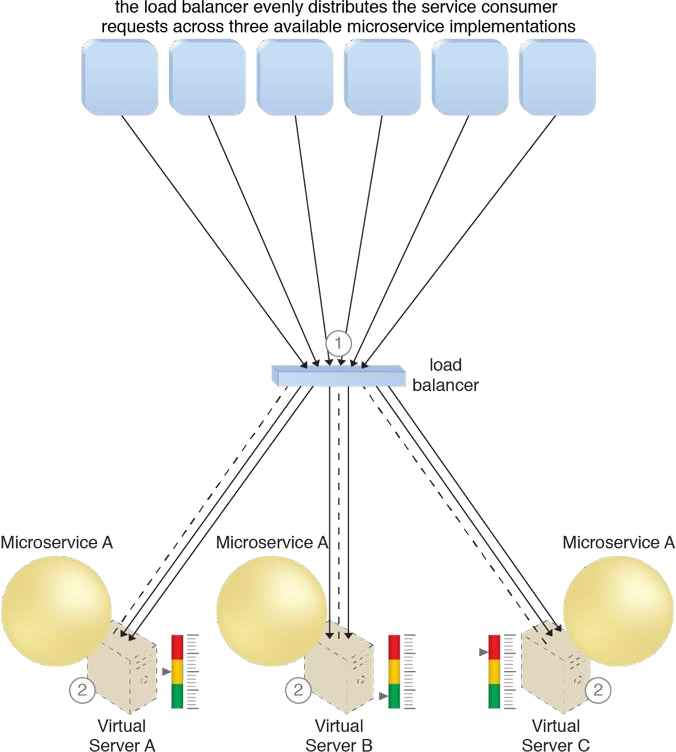 the load balancer evenly distributes the service consumer
requests across three available microservice implementations
1
load
balancer
Microservice A
Microservice A
Microservice A
2
2
2
Virtual
Server A
Virtual
Server B
Virtual
Server C